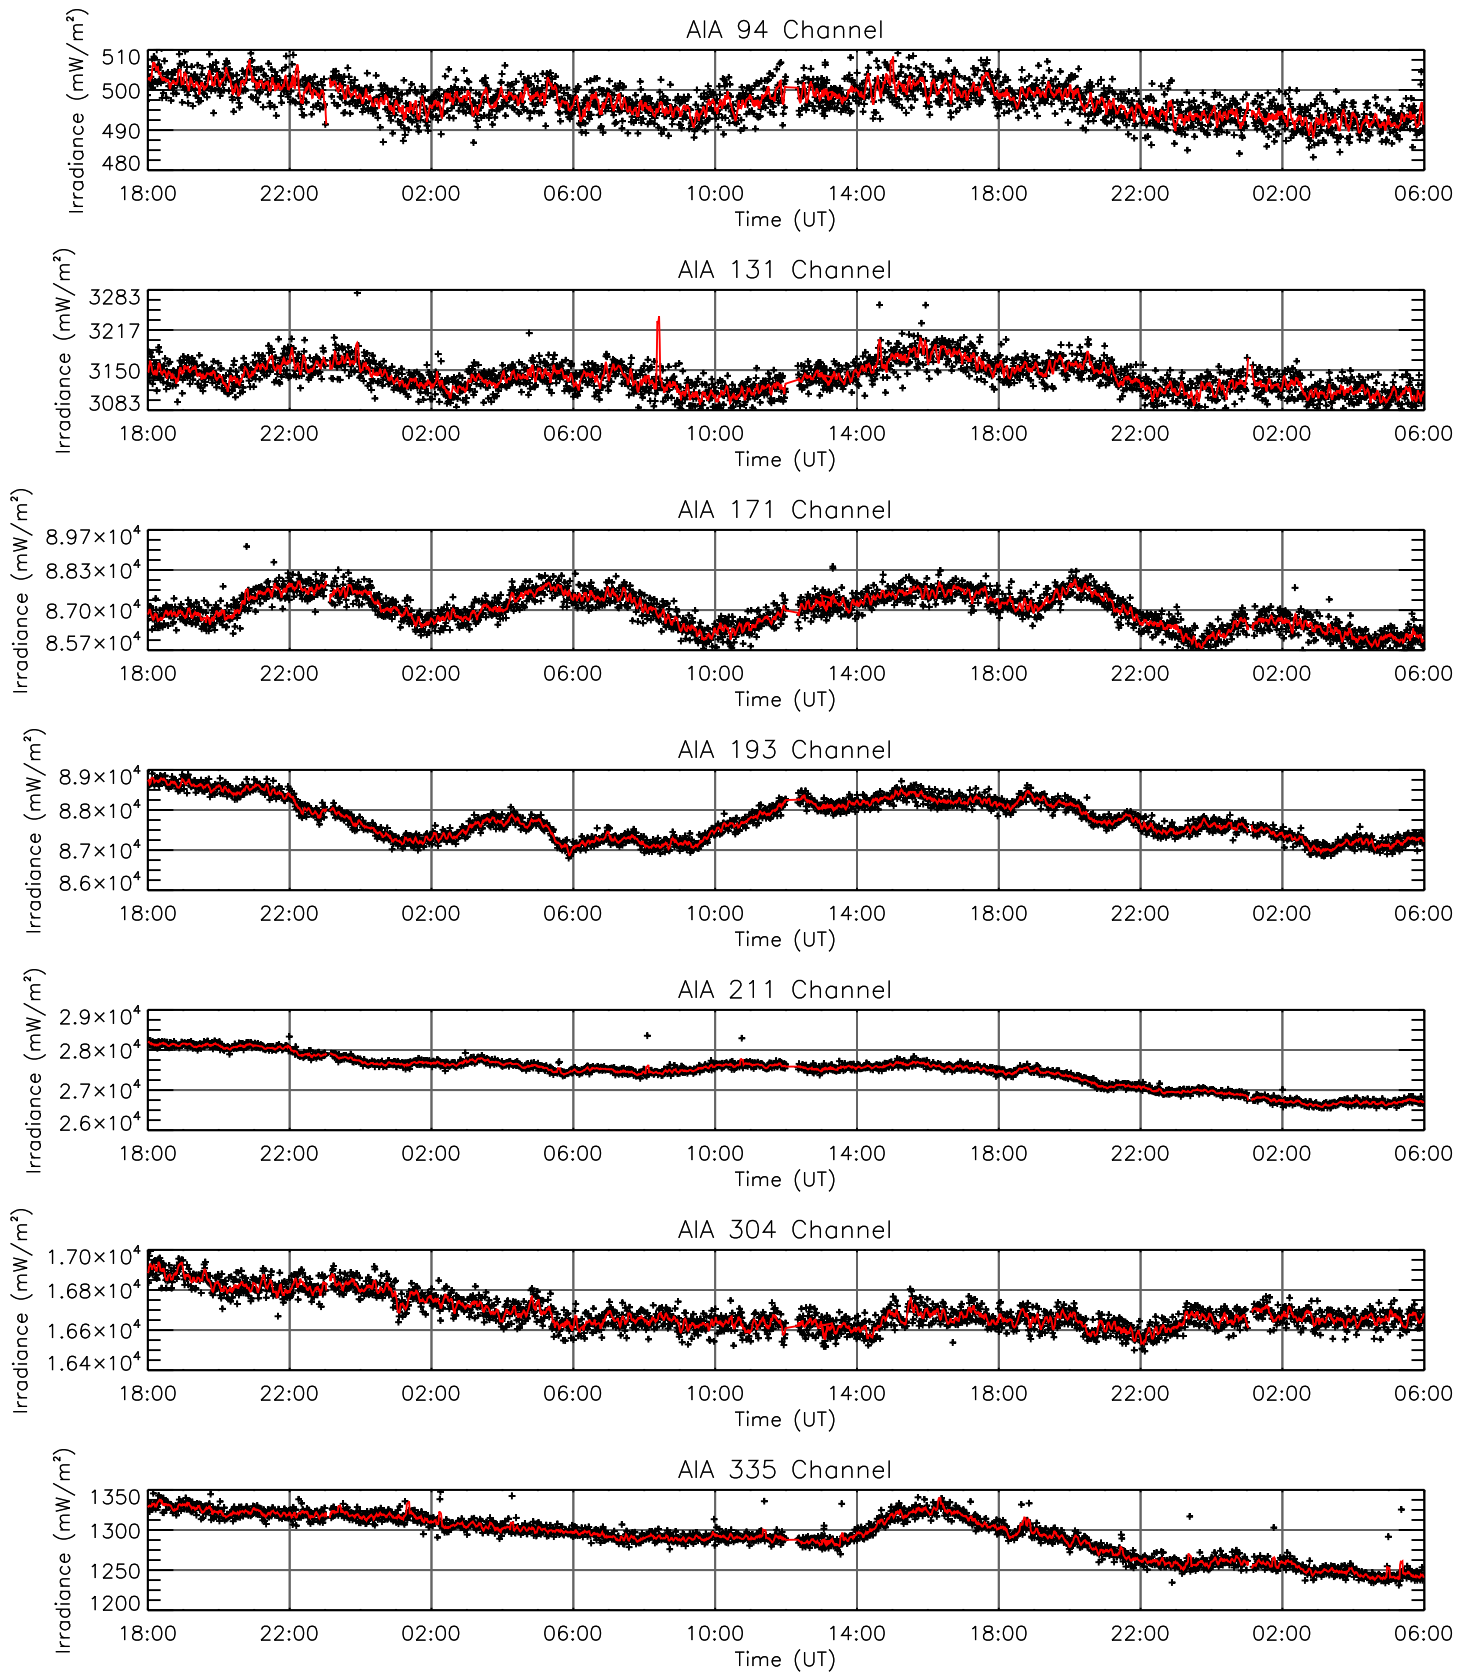 AIA 94 Channel
Irradiance (mW/m²)
510
500
490
480
18:00 22:00 02:00 06:00 10:00 14:00 18:00 22:00 02:00 06:00
Time (UT)
AIA 131 Channel
Irradiance (mW/m²)
3283
3217
3150
3083
18:00 22:00 02:00 06:00 10:00 14:00 18:00 22:00 02:00 06:00
Time (UT)
AIA 171 Channel
Irradiance (mW/m²)
8.97×10⁴
8.83×10⁴
8.70×10⁴
8.57×10⁴
18:00 22:00 02:00 06:00 10:00 14:00 18:00 22:00 02:00 06:00
Time (UT)
AIA 193 Channel
Irradiance (mW/m²)
8.9×10⁴
8.8×10⁴
8.7×10⁴
8.6×10⁴
18:00 22:00 02:00 06:00 10:00 14:00 18:00 22:00 02:00 06:00
Time (UT)
AIA 211 Channel
Irradiance (mW/m²)
2.9×10⁴
2.8×10⁴
2.7×10⁴
2.6×10⁴
18:00 22:00 02:00 06:00 10:00 14:00 18:00 22:00 02:00 06:00
Time (UT)
AIA 304 Channel
Irradiance (mW/m²)
1.70×10⁴
1.68×10⁴
1.66×10⁴
1.64×10⁴
18:00 22:00 02:00 06:00 10:00 14:00 18:00 22:00 02:00 06:00
Time (UT)
AIA 335 Channel
Irradiance (mW/m²)
1350
1300
1250
1200
18:00 22:00 02:00 06:00 10:00 14:00 18:00 22:00 02:00 06:00
Time (UT)